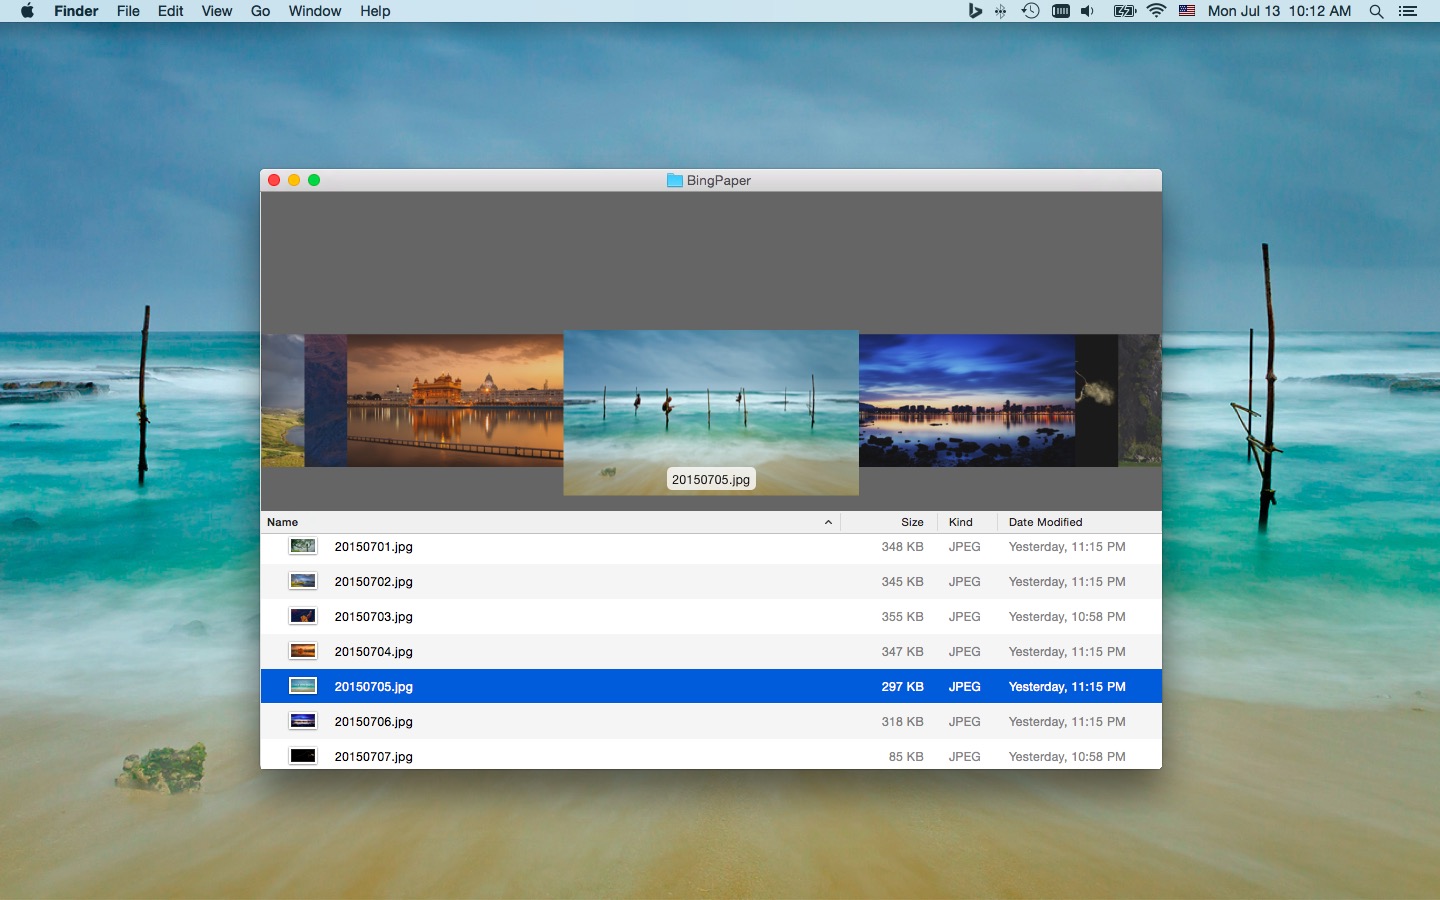 Finder File Edit View Go Window Help Mon Jul 13 10:12 AM
BingPaper
20150705.jpg
Name Size Kind Date Modified
20150701.jpg 348 KB JPEG Yesterday, 11:15 PM
20150702.jpg 345 KB JPEG Yesterday, 11:15 PM
20150703.jpg 355 KB JPEG Yesterday, 10:58 PM
20150704.jpg 347 KB JPEG Yesterday, 11:15 PM
20150705.jpg 297 KB JPEG Yesterday, 11:15 PM
20150706.jpg 318 KB JPEG Yesterday, 11:15 PM
20150707.jpg 85 KB JPEG Yesterday, 10:58 PM